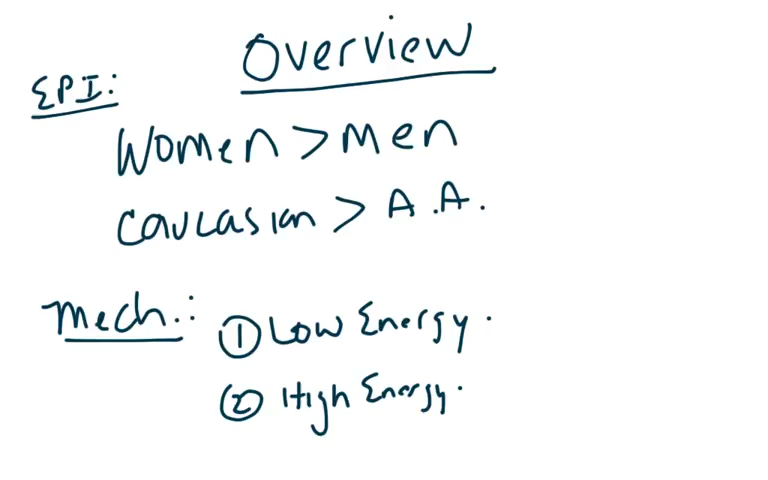 Overview
EPI:
Women > Men
Caucasian > A.A.
Mech.:
① Low Energy.
② High Energy.